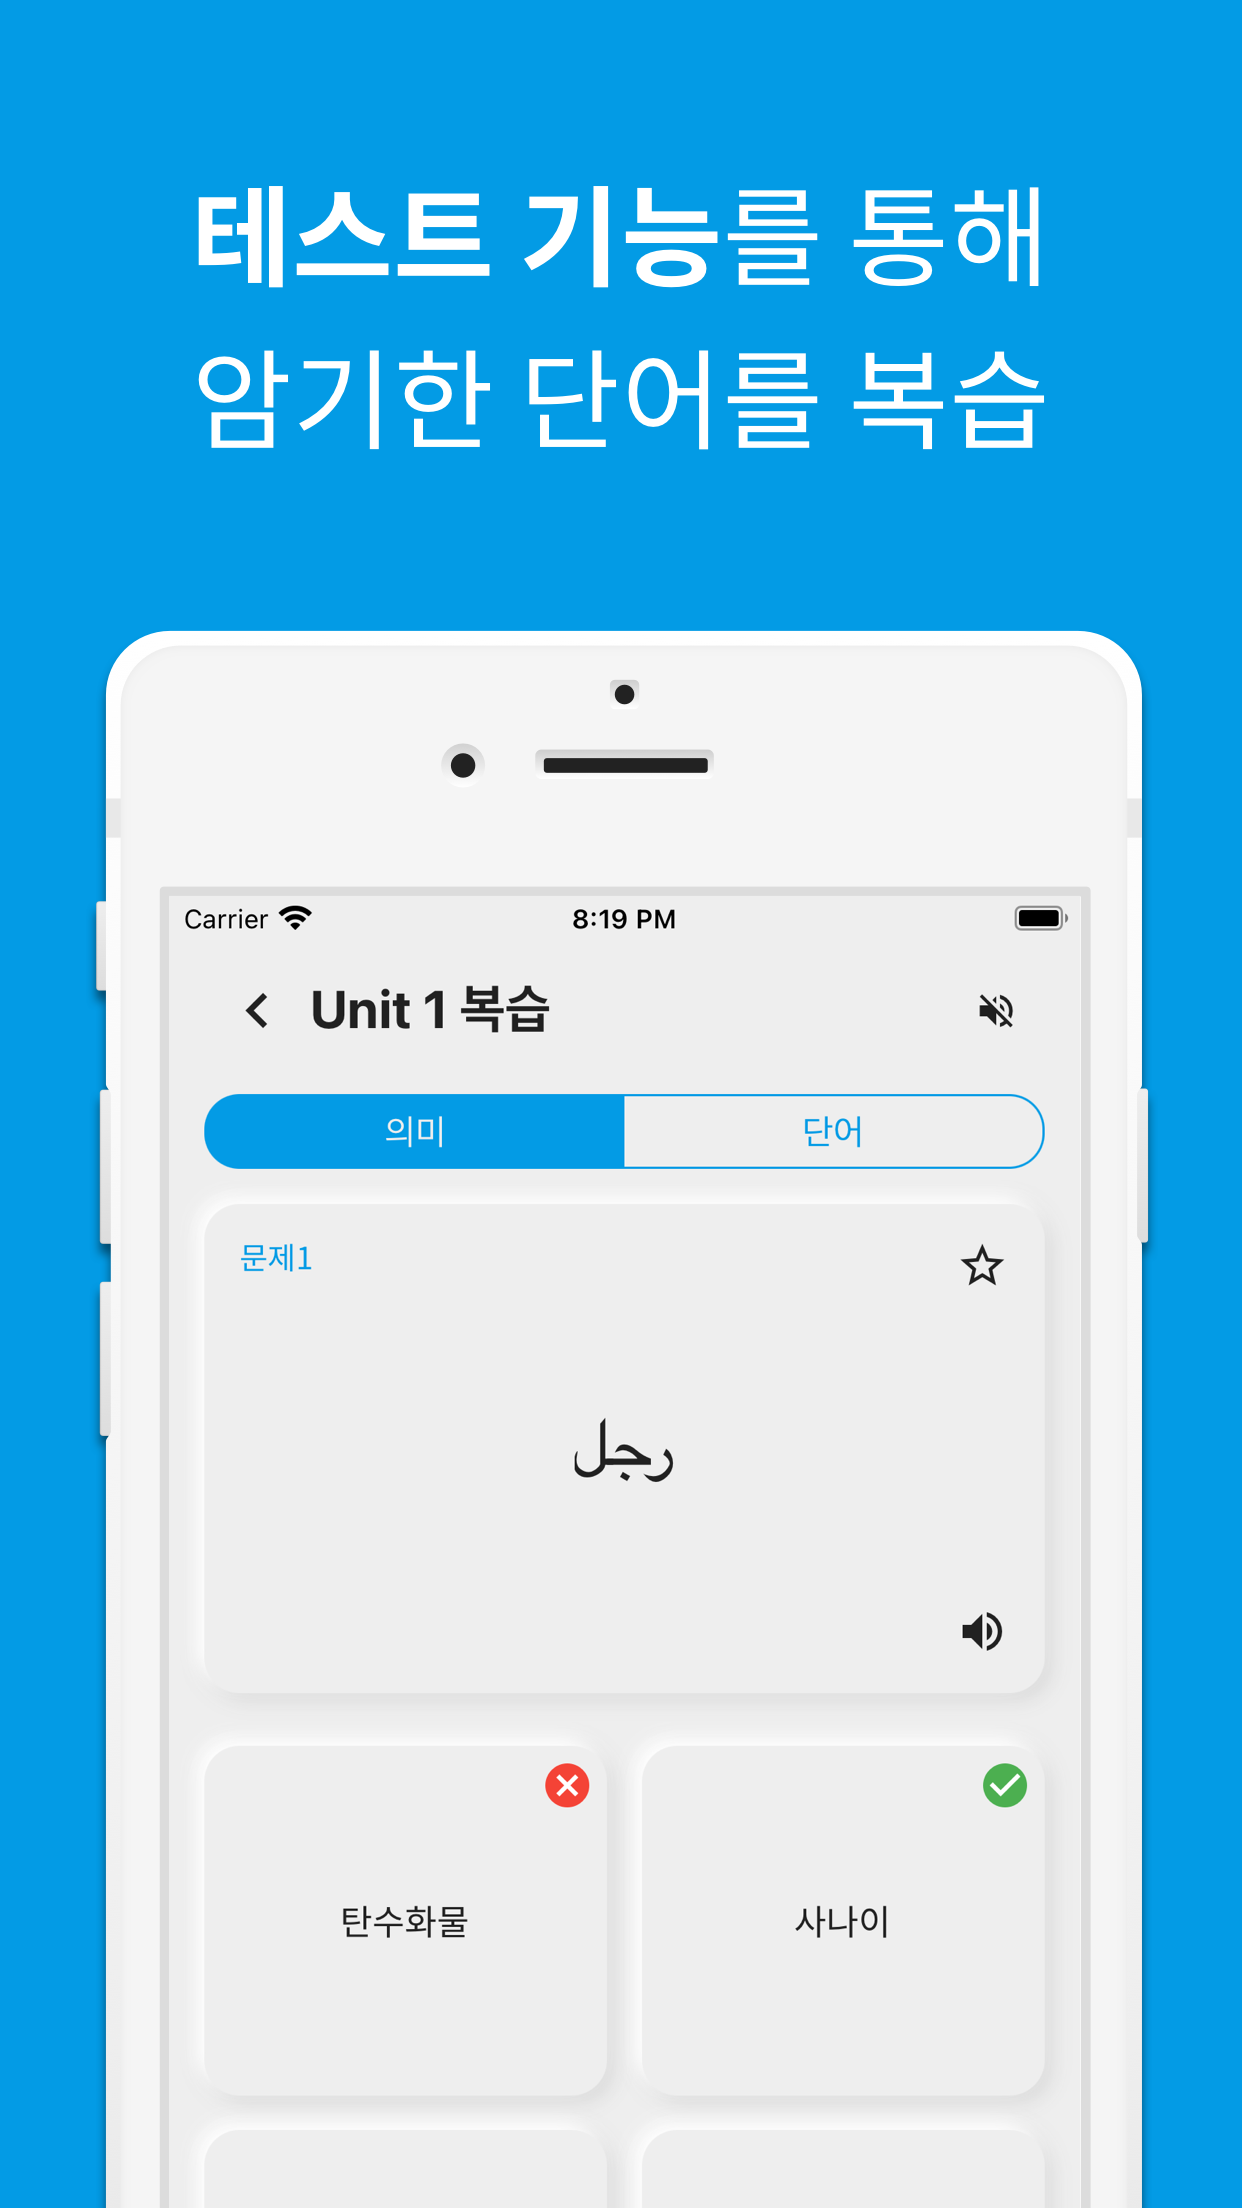 테스트 기능를 통해
암기한 단어를 복습
Carrier 8:19 PM
Unit 1 복습
의미 단어
문제1
رجل
탄수화물 사나이